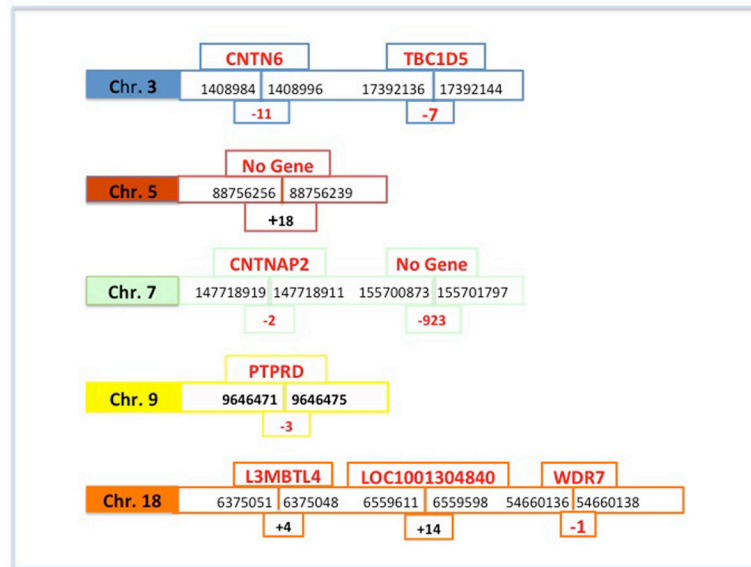 CNTN6 TBC1D5
Chr. 3 1408984 1408996 17392136 17392144
-11 -7
No Gene
Chr. 5 88756256 88756239
+18
CNTNAP2 No Gene
Chr. 7 147718919 147718911 155700873 155701797
-2 -923
PTPRD
Chr. 9 9646471 9646475
-3
L3MBTL4 LOC1001304840 WDR7
Chr. 18 6375051 6375048 6559611 6559598 54660136 54660138
+4 +14 -1